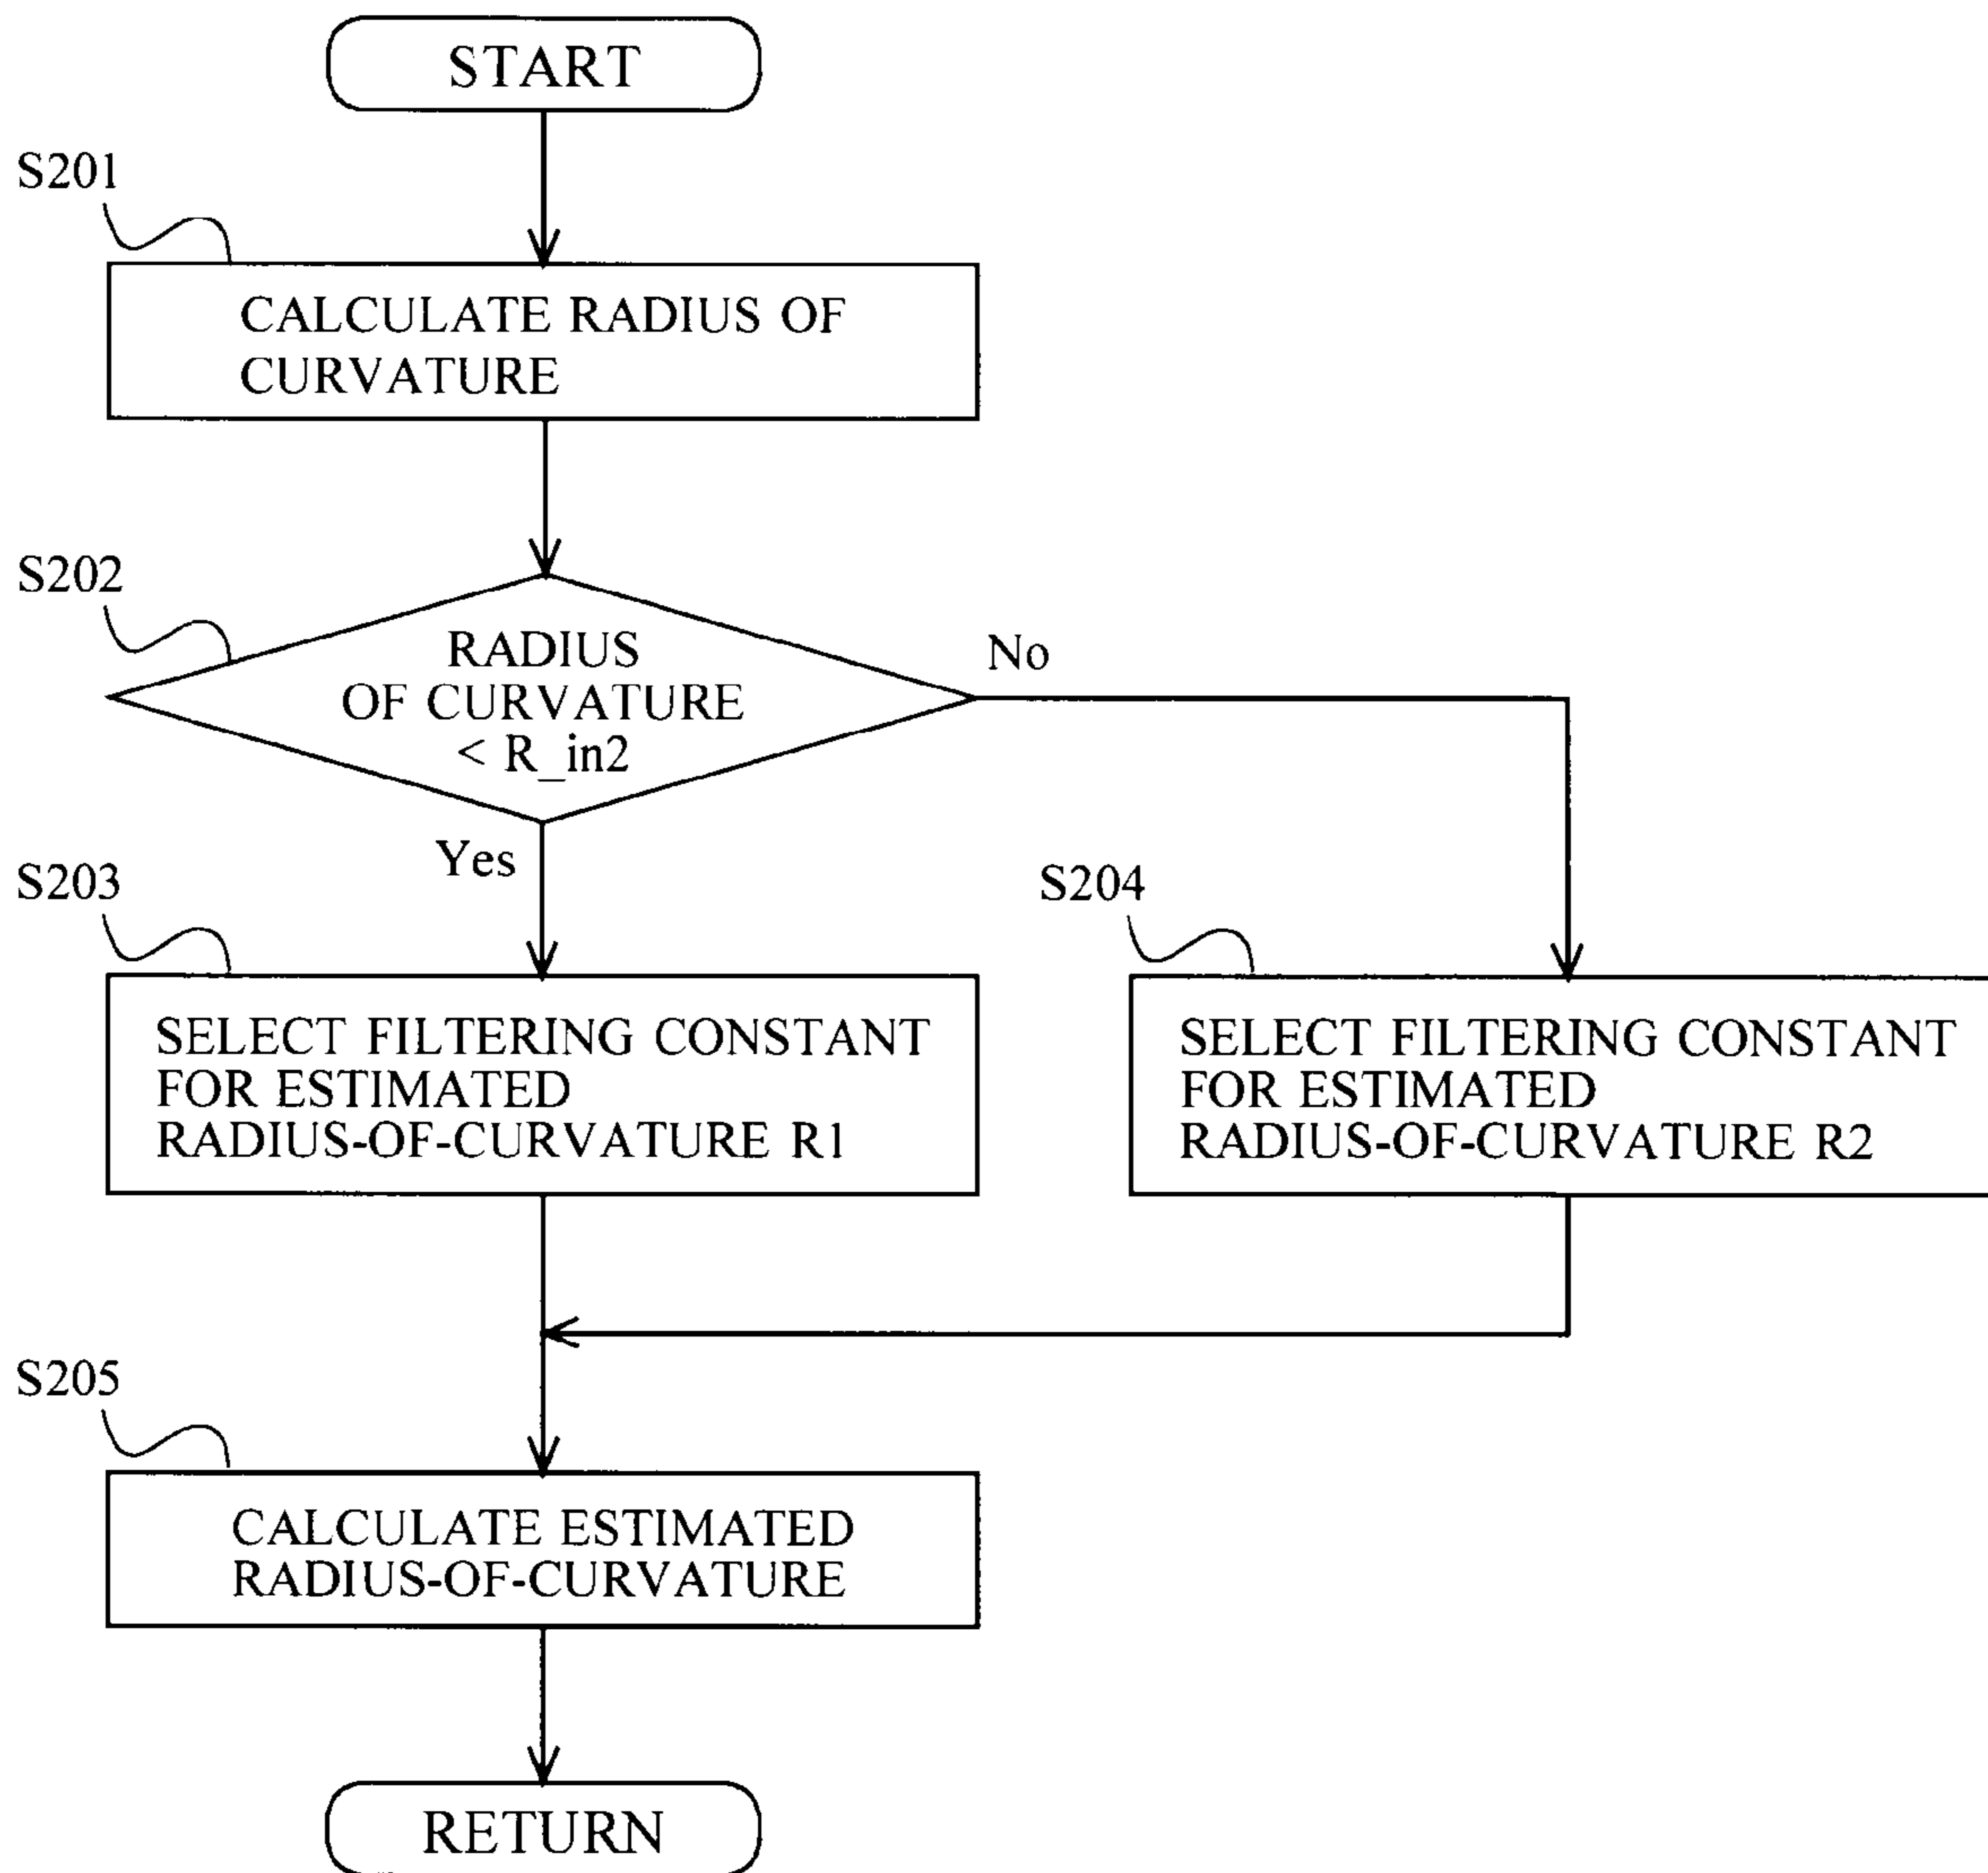 START
S201
CALCULATE RADIUS OF
CURVATURE
S202
RADIUS
OF CURVATURE
< R_in2
No
Yes
S203
SELECT FILTERING CONSTANT
FOR ESTIMATED
RADIUS-OF-CURVATURE R1
S204
SELECT FILTERING CONSTANT
FOR ESTIMATED
RADIUS-OF-CURVATURE R2
S205
CALCULATE ESTIMATED
RADIUS-OF-CURVATURE
RETURN